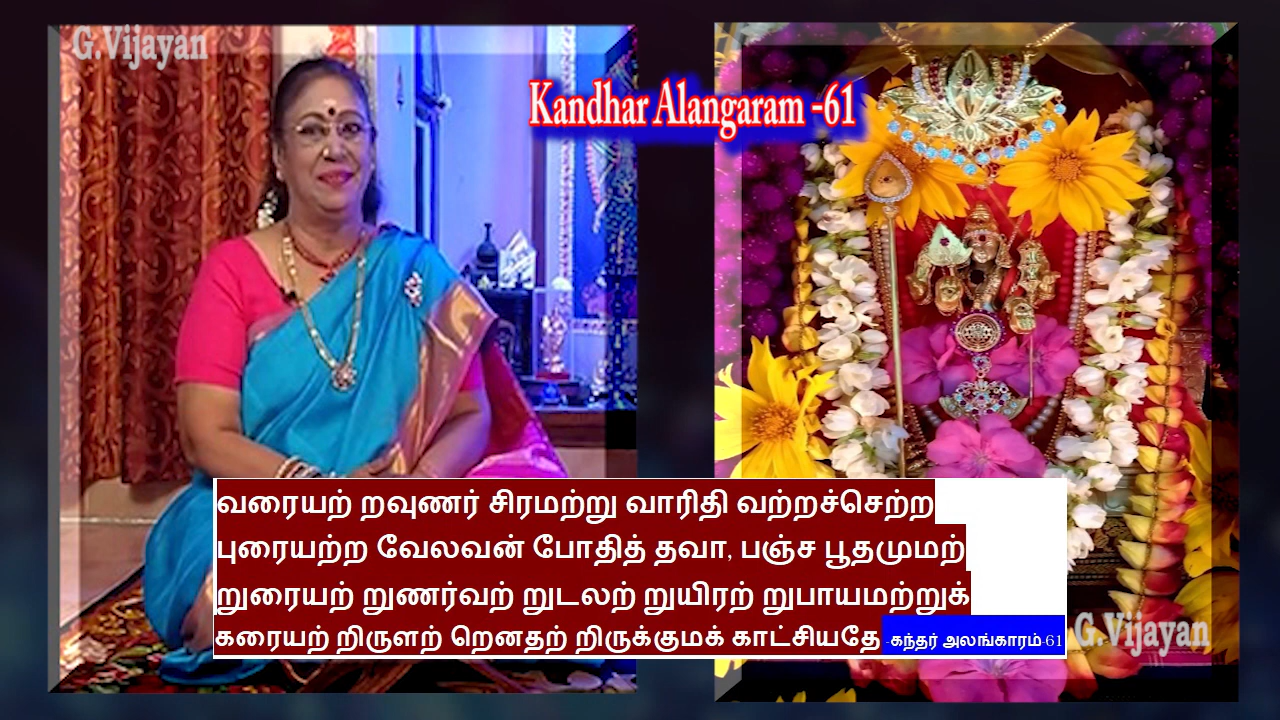 G.Vijayan
Kandhar Alangaram -61
வரையற் றவுணர் சிரமற்று வாரிதி வற்றச்செற்ற
புரையற்ற வேலவன் போதித் தவா, பஞ்ச பூதமுமற்
றுரையற் றுணர்வற் றுடலற் றுயிரற் றுபாயமற்றுக்
கரையற் றிருளற் றெனதற் றிருக்குமக் காட்சியதே -கந்தர் அலங்காரம்-61
G.Vijayan